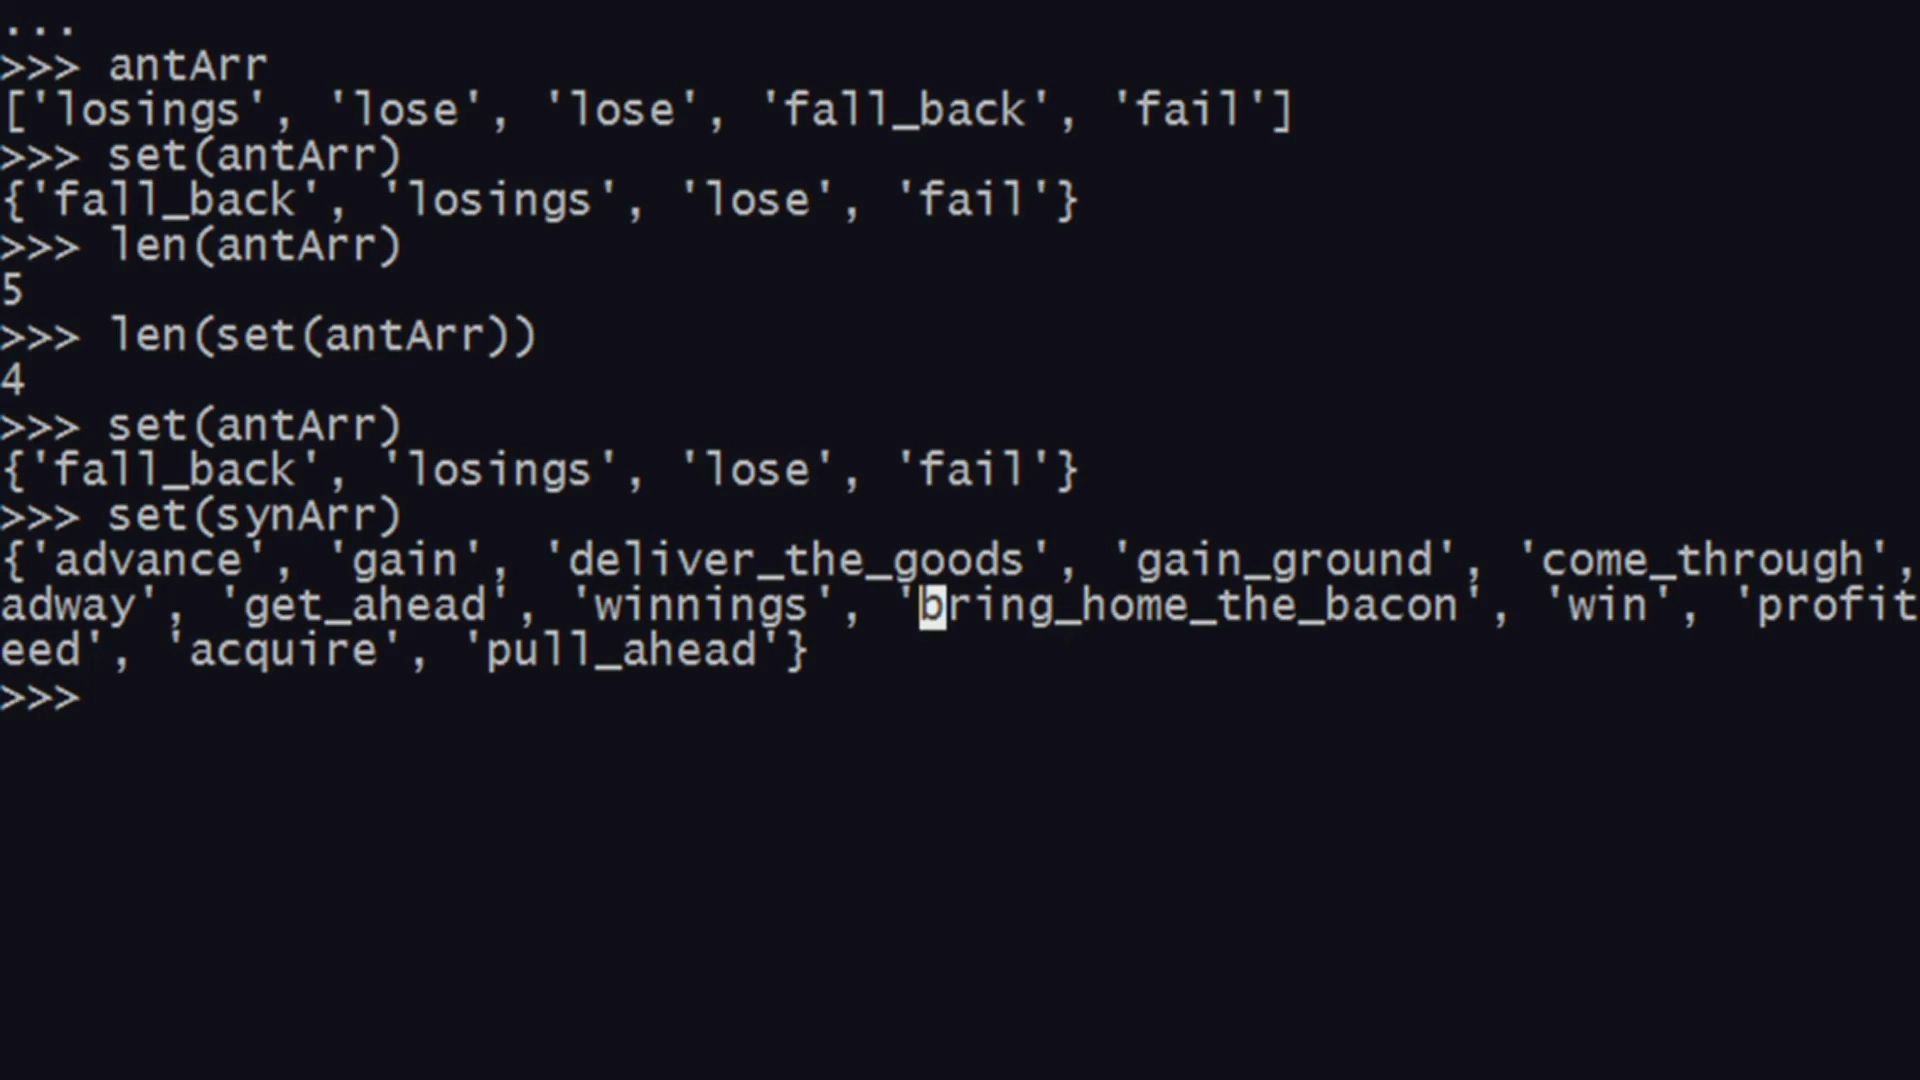 ...
>>> antArr
['losings', 'lose', 'lose', 'fall_back', 'fail']
>>> set(antArr)
{'fall_back', 'losings', 'lose', 'fail'}
>>> len(antArr)
5
>>> len(set(antArr))
4
>>> set(antArr)
{'fall_back', 'losings', 'lose', 'fail'}
>>> set(synArr)
{'advance', 'gain', 'deliver_the_goods', 'gain_ground', 'come_through',
adway', 'get_ahead', 'winnings', 'bring_home_the_bacon', 'win', 'profit
eed', 'acquire', 'pull_ahead'}
>>>